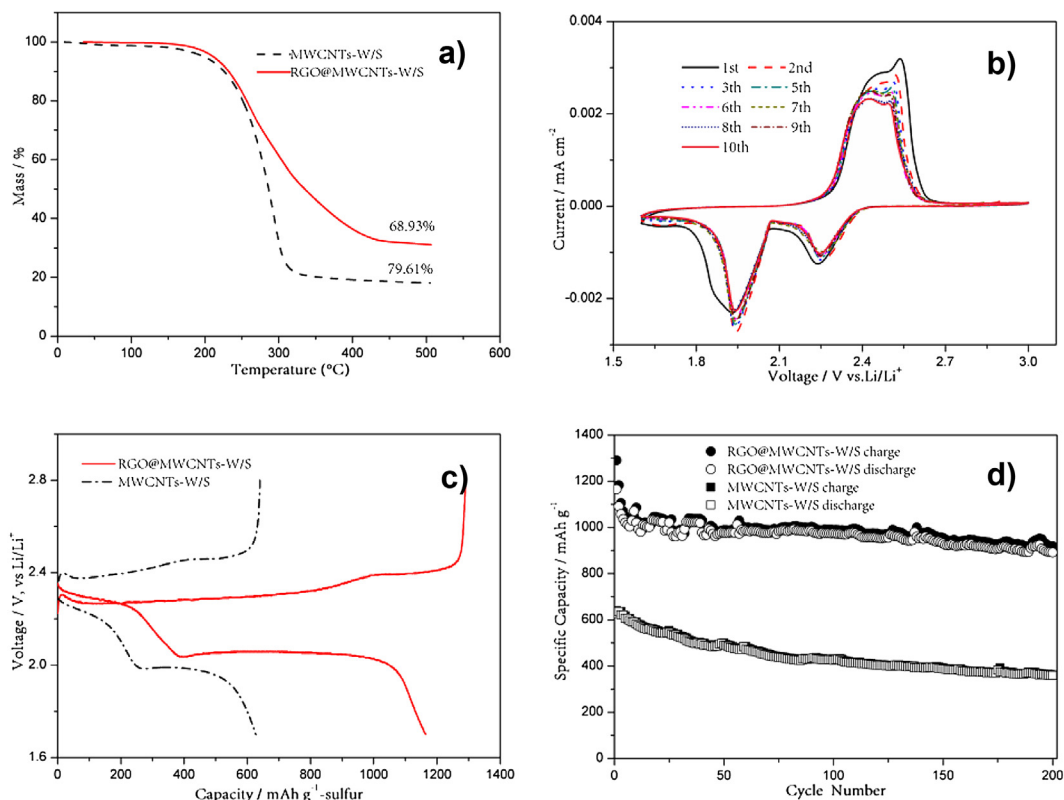 a)
MWCNTs-W/S
RGO@MWCNTs-W/S
100
80
60
40
20
0
68.93%
79.61%
0 100 200 300 400 500 600
Mass / %
Temperature (ºC)
b)
1st 2nd
3th 5th
6th 7th
8th 9th
10th
0.004
0.002
0.000
-0.002
1.5 1.8 2.1 2.4 2.7 3.0
Current / mA cm⁻²
Voltage / V vs.Li/Li⁺
c)
RGO@MWCNTs-W/S
MWCNTs-W/S
2.8
2.4
2.0
1.6
0 200 400 600 800 1000 1200 1400
Voltage / V, vs Li/Li⁻
Capacity / mAh g⁻¹-sulfur
d)
RGO@MWCNTs-W/S charge
RGO@MWCNTs-W/S discharge
MWCNTs-W/S charge
MWCNTs-W/S discharge
1400
1200
1000
800
600
400
200
0
0 50 100 150 200
Specific Capacity / mAh g⁻¹
Cycle Number